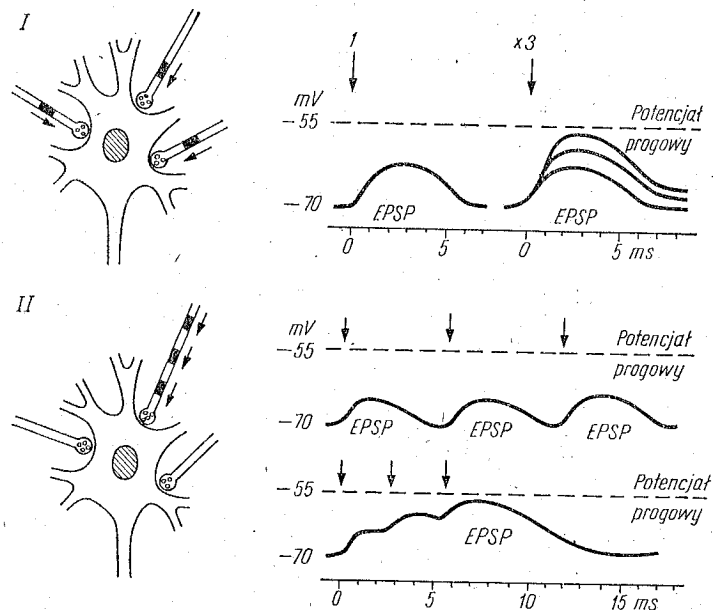 I
1 x3
mV
-55 Potencjał
progowy
-70 EPSP EPSP
0 5 0 5 ms
II
mV
-55 Potencjał
progowy
-70 EPSP EPSP EPSP
-55 Potencjał
progowy
-70 EPSP
0 5 10 15 ms